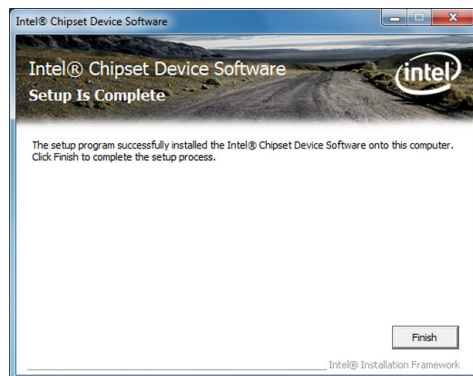 Intel® Chipset Device Software
Intel® Chipset Device Software
Setup Is Complete
intel
The setup program successfully installed the Intel® Chipset Device Software onto this computer.
Click Finish to complete the setup process.
Finish
Intel® Installation Framework